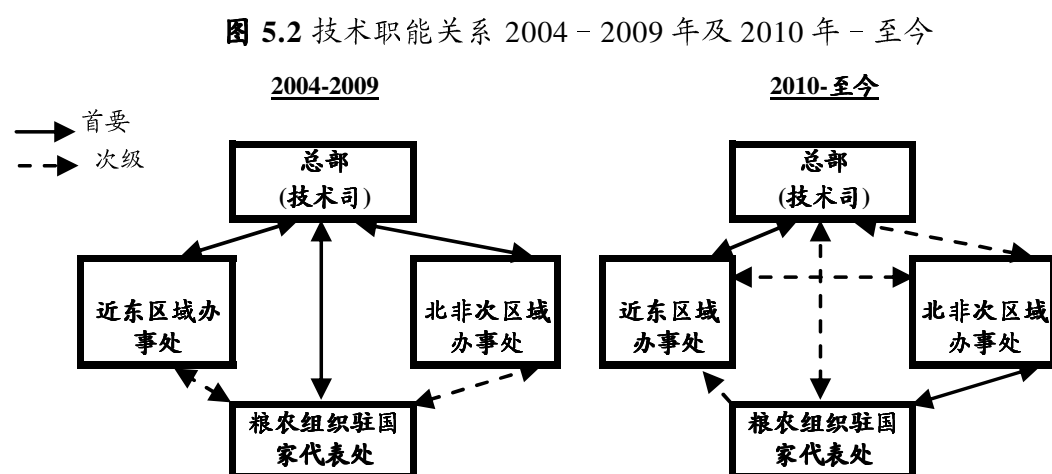 图 5.2 技术职能关系 2004－2009 年及 2010 年－至今
2004-2009
2010-至今
首要
次级
总部
(技术司)
近东区域办
事处
北非次区域
办事处
粮农组织驻国
家代表处
总部
(技术司)
近东区域
办事处
北非次区域
办事处
粮农组织驻国
家代表处